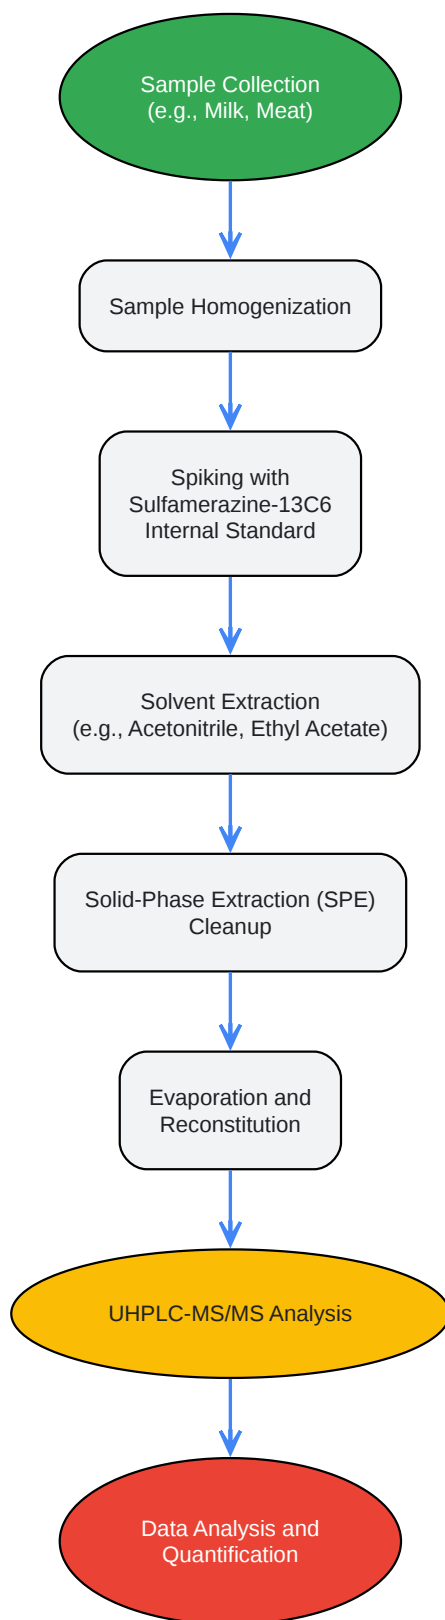 Sample Collection
(e.g., Milk, Meat)
Sample Homogenization
Spiking with
Sulfamerazine-13C6
Internal Standard
Solvent Extraction
(e.g., Acetonitrile, Ethyl Acetate)
Solid-Phase Extraction (SPE)
Cleanup
Evaporation and
Reconstitution
UHPLC-MS/MS Analysis
Data Analysis and
Quantification